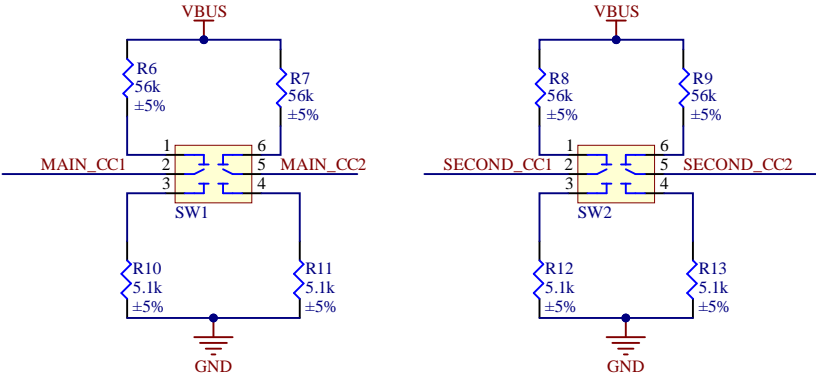 VBUS
R6
56k
±5%
R7
56k
±5%
MAIN_CC1
1
2
3
6
5
4
MAIN_CC2
SW1
R10
5.1k
±5%
R11
5.1k
±5%
GND
VBUS
R8
56k
±5%
R9
56k
±5%
SECOND_CC1
1
2
3
6
5
4
SECOND_CC2
SW2
R12
5.1k
±5%
R13
5.1k
±5%
GND